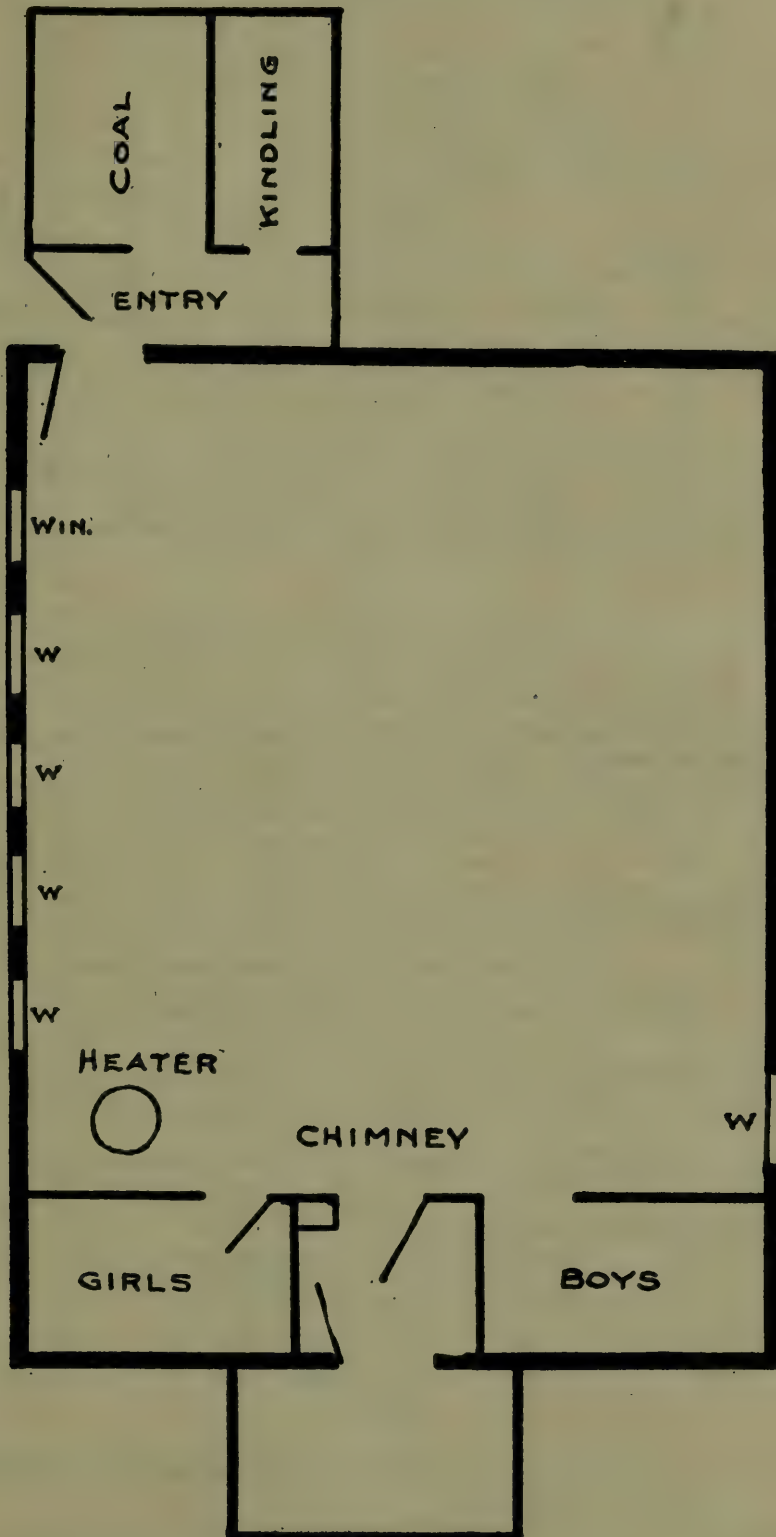 COAL
KINDLING
ENTRY
WIN.
W
W
W
W
HEATER
CHIMNEY
W
GIRLS
BOYS